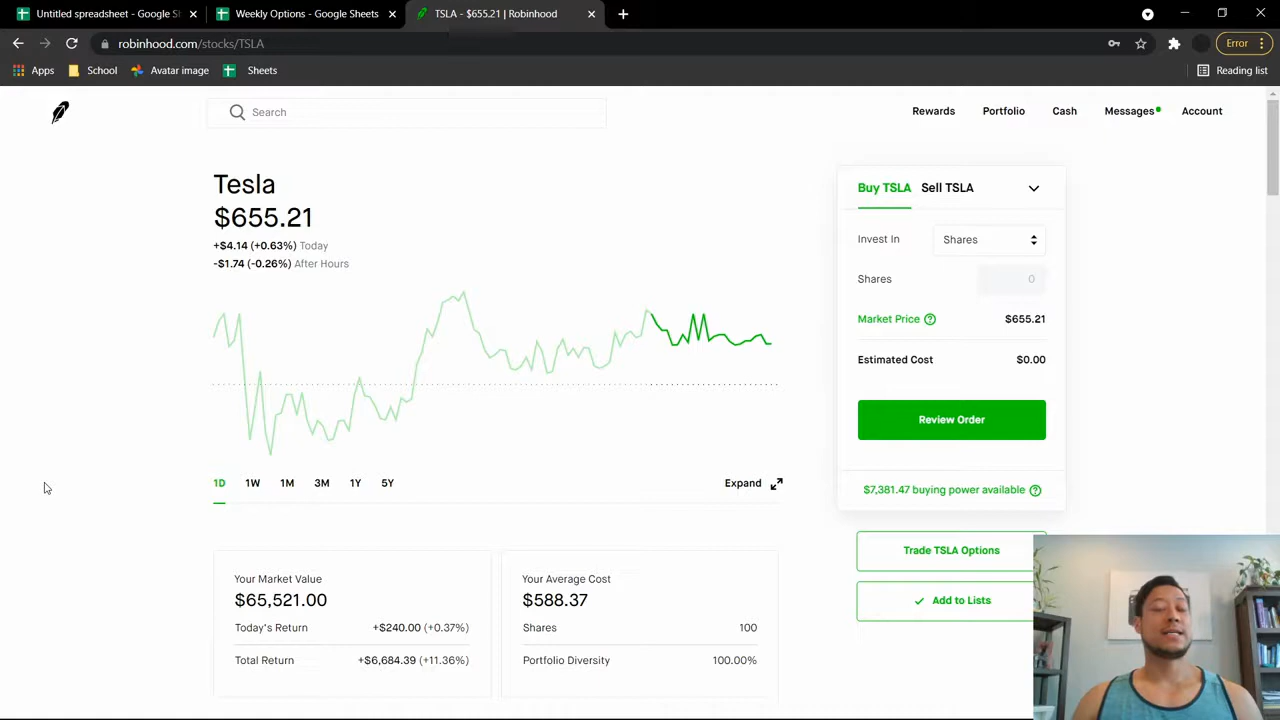 Untitled spreadsheet - Google S
Weekly Options - Google Sheets
TSLA - $655.21 | Robinhood
robinhood.com/stocks/TSLA
Error
Apps
School
Avatar image
Sheets
Reading list
Search
Rewards
Portfolio
Cash
Messages
Account
Tesla
$655.21
+$4.14 (+0.63%) Today
-$1.74 (-0.26%) After Hours
1D 1W 1M 3M 1Y 5Y
Expand
Buy TSLA Sell TSLA
Invest In Shares
Shares 0
Market Price ? $655.21
Estimated Cost $0.00
Review Order
$7,381.47 buying power available ?
Trade TSLA Options
Add to Lists
Your Market Value
$65,521.00
Today's Return +$240.00 (+0.37%)
Total Return +$6,684.39 (+11.36%)
Your Average Cost
$588.37
Shares 100
Portfolio Diversity 100.00%